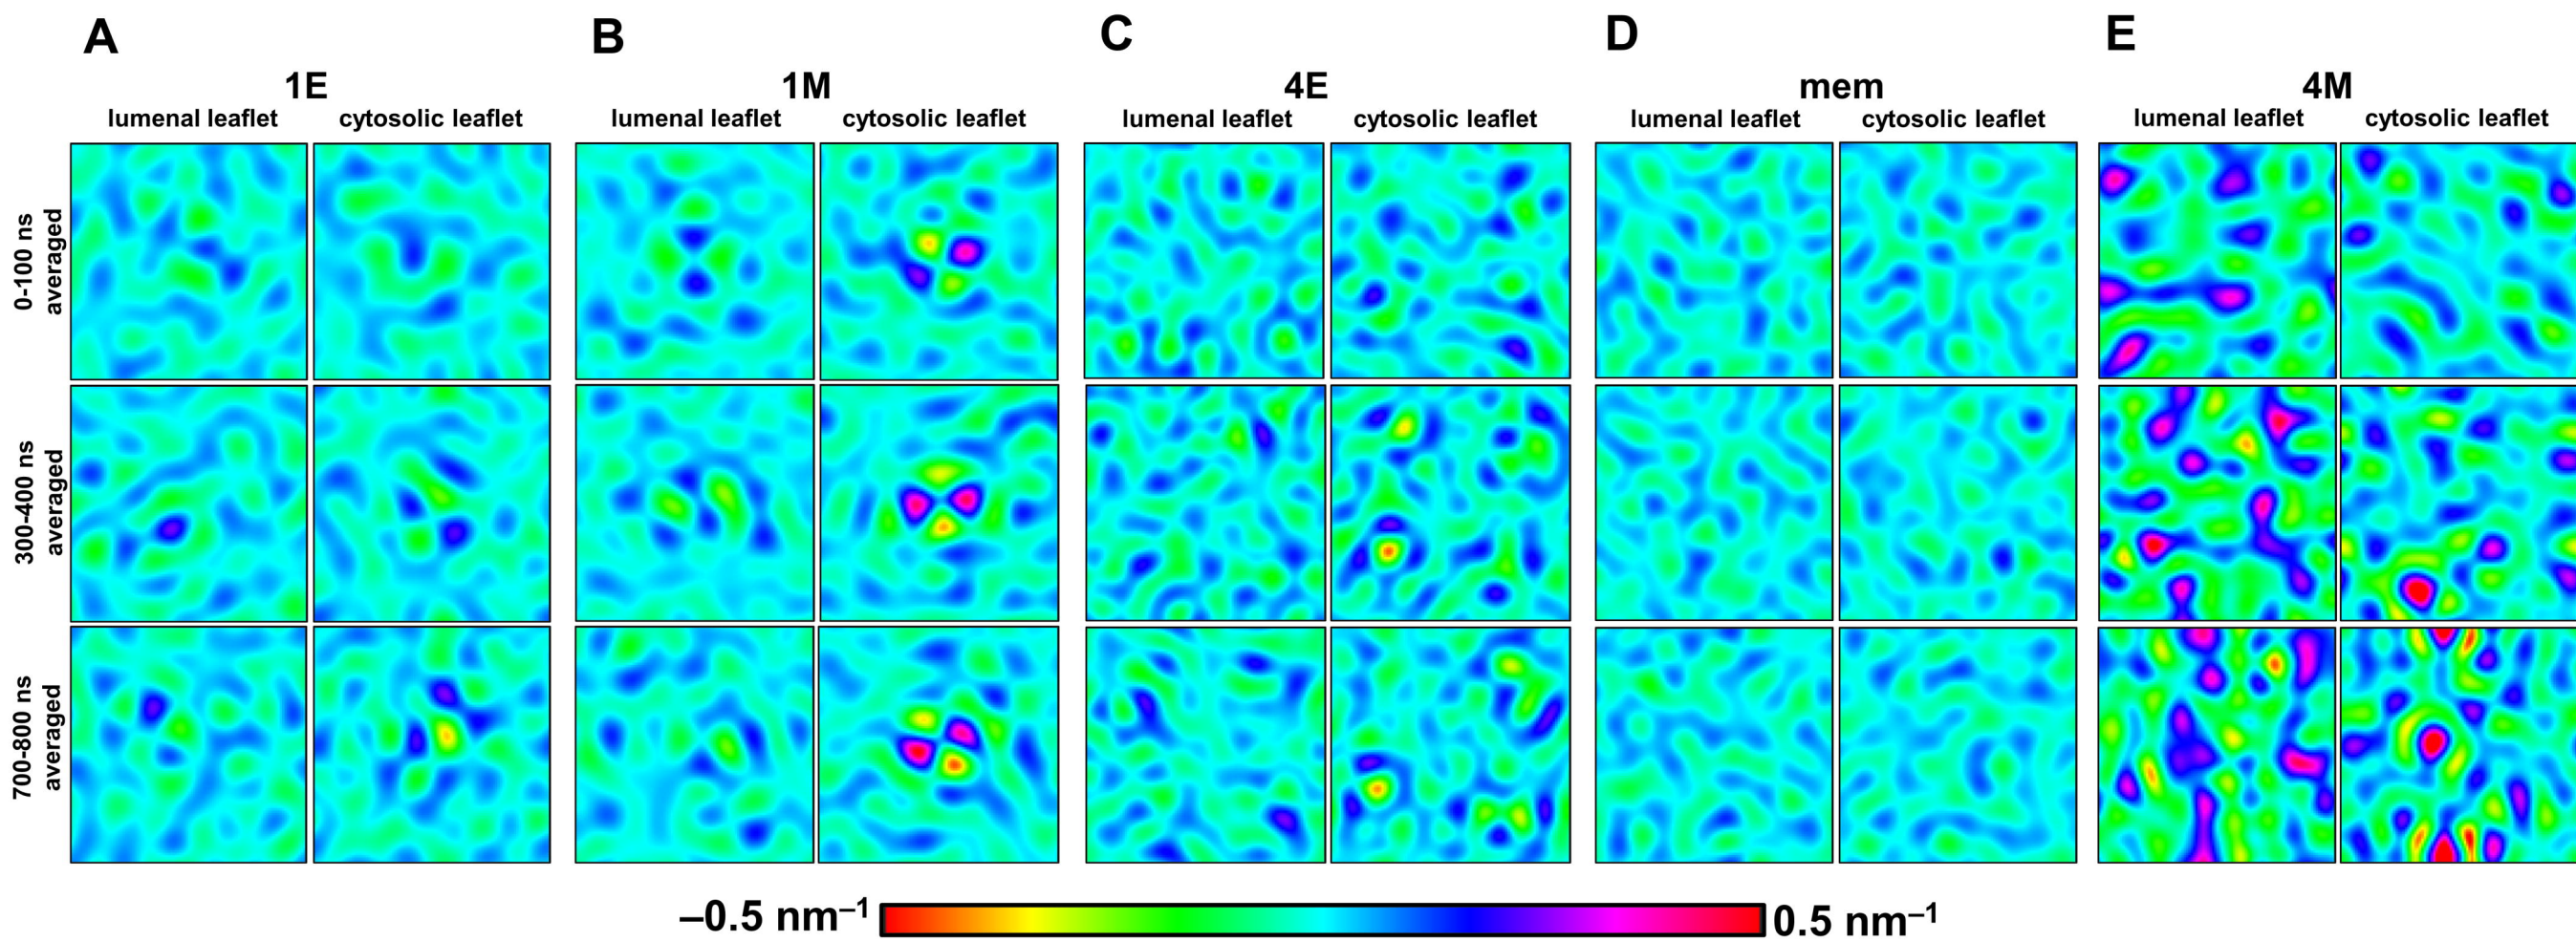 A B C D E
1E 1M 4E mem 4M
lumenal leaflet cytosolic leaflet lumenal leaflet cytosolic leaflet lumenal leaflet cytosolic leaflet lumenal leaflet cytosolic leaflet lumenal leaflet cytosolic leaflet
0-100 ns
averaged
300-400 ns
averaged
700-800 ns
averaged
–0.5 nm⁻¹ 0.5 nm⁻¹